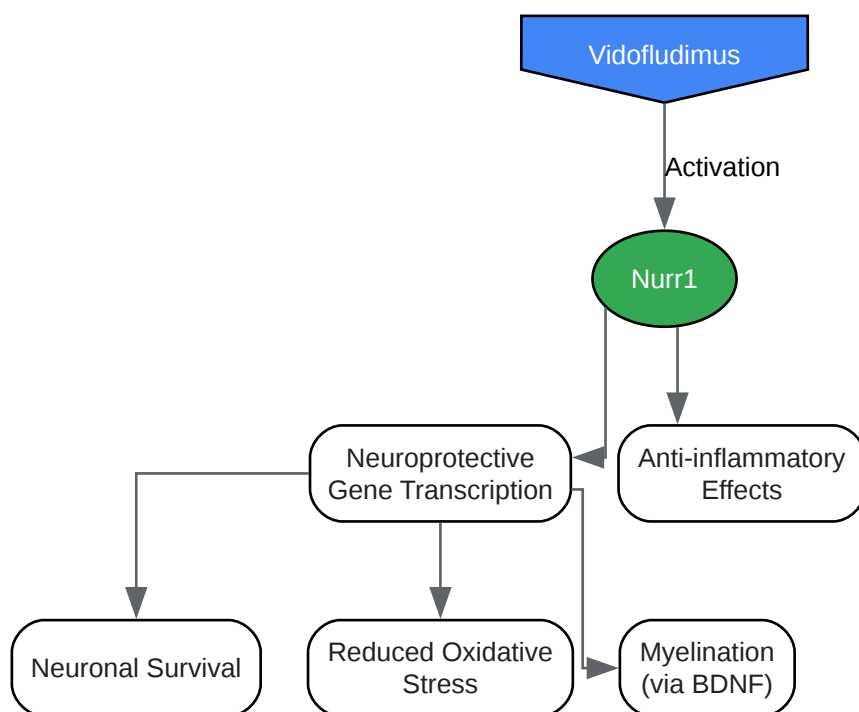 Vidofludimus
Activation
Nurr1
Neuroprotective
Gene Transcription
Anti-inflammatory
Effects
Neuronal Survival
Reduced Oxidative
Stress
Myelination
(via BDNF)